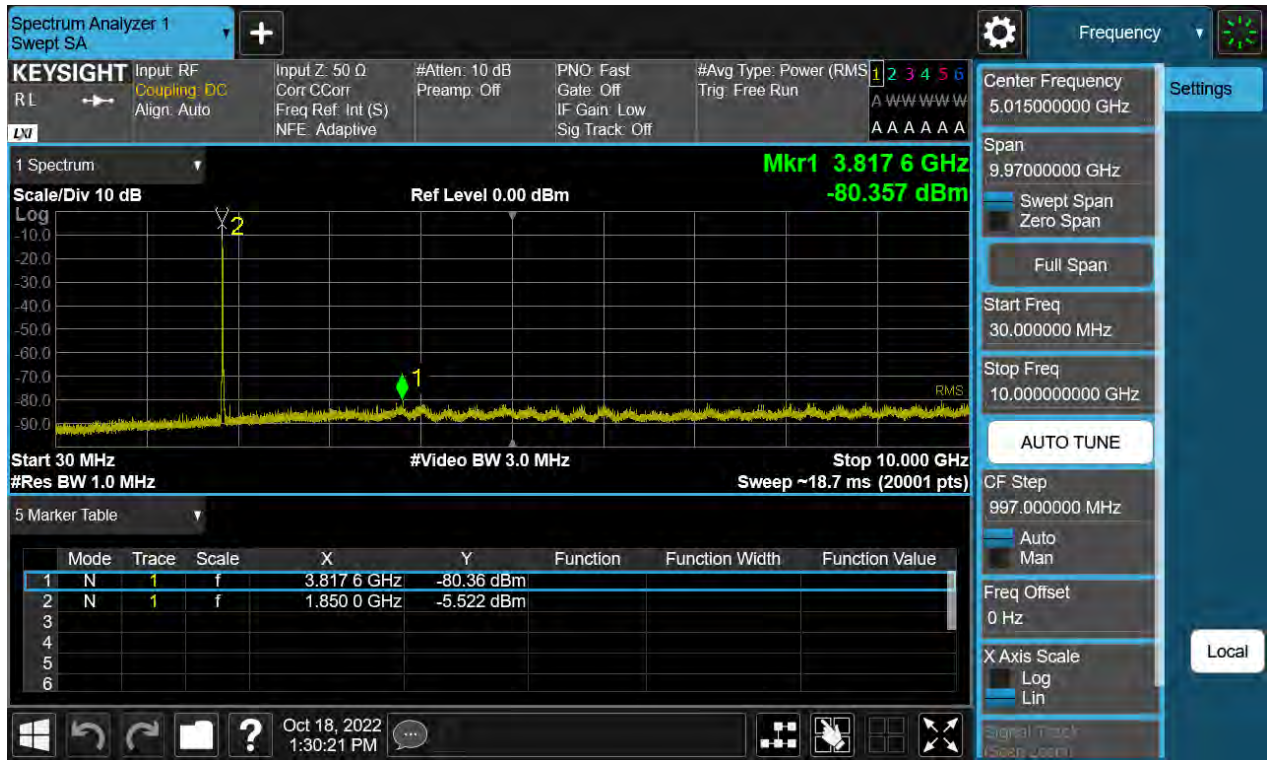 Spectrum Analyzer 1
Swept SA
+
Frequency
KEYSIGHT
RL
LXI
Input: RF
Coupling: DC
Align: Auto
Input Z: 50 Ω
Corr CCorr
Freq Ref: Int (S)
NFE: Adaptive
#Atten: 10 dB
Preamp: Off
PNO: Fast
Gate: Off
IF Gain: Low
Sig Track: Off
#Avg Type: Power (RMS
Trig: Free Run
1 2 3 4 5 6
A W W W W W
A A A A A A
1 Spectrum
Scale/Div 10 dB
Ref Level 0.00 dBm
Mkr1 3.817 6 GHz
-80.357 dBm
Log
-10.0
-20.0
-30.0
-40.0
-50.0
-60.0
-70.0
-80.0
-90.0
2
1
RMS
Start 30 MHz
#Video BW 3.0 MHz
Stop 10.000 GHz
#Res BW 1.0 MHz
Sweep ~18.7 ms (20001 pts)
5 Marker Table
Mode Trace Scale X Y Function Function Width Function Value
1 N 1 f 3.817 6 GHz -80.36 dBm
2 N 1 f 1.850 0 GHz -5.522 dBm
3
4
5
6
Center Frequency
5.015000000 GHz
Span
9.97000000 GHz
Swept Span
Zero Span
Full Span
Start Freq
30.000000 MHz
Stop Freq
10.000000000 GHz
AUTO TUNE
CF Step
997.000000 MHz
Auto
Man
Freq Offset
0 Hz
X Axis Scale
Log
Lin
Signal Track
(Span Zoom)
Settings
Local
?
Oct 18, 2022
1:30:21 PM